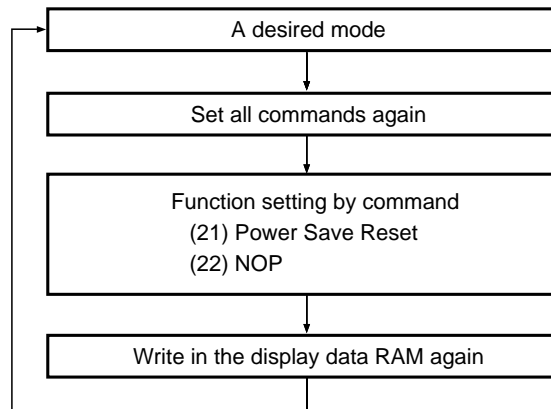 A desired mode
Set all commands again
Function setting by command
(21) Power Save Reset
(22) NOP
Write in the display data RAM again